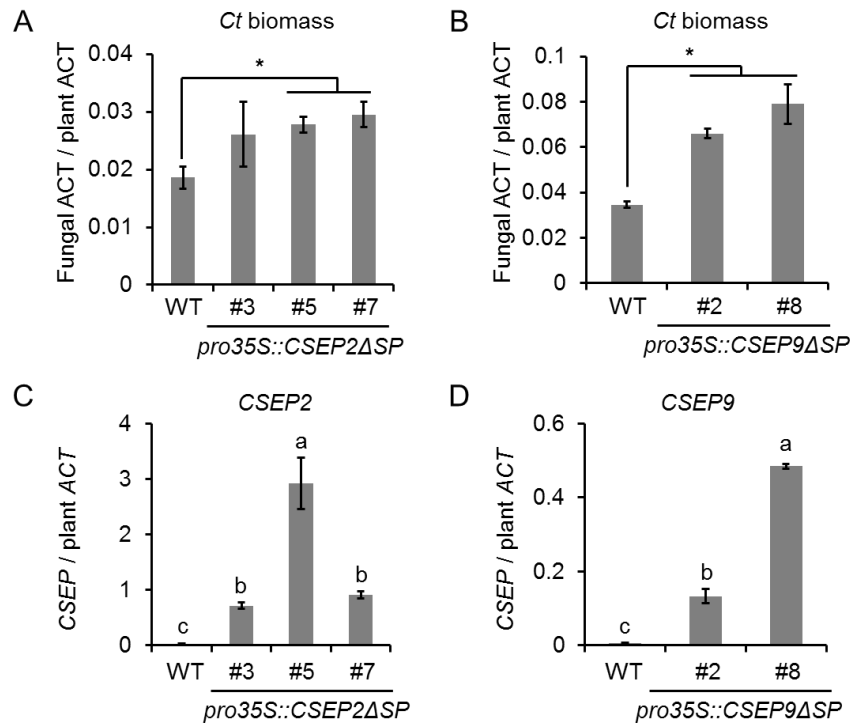 A
Ct biomass
Fungal ACT / plant ACT
0.04
0.03
0.02
0.01
0
*
WT #3 #5 #7
pro35S::CSEP2ΔSP
B
Ct biomass
Fungal ACT / plant ACT
0.1
0.08
0.06
0.04
0.02
0
*
WT #2 #8
pro35S::CSEP9ΔSP
C
CSEP2
CSEP / plant ACT
4
3
2
1
0
c b a b
WT #3 #5 #7
pro35S::CSEP2ΔSP
D
CSEP9
CSEP / plant ACT
0.6
0.4
0.2
0
c b a
WT #2 #8
pro35S::CSEP9ΔSP